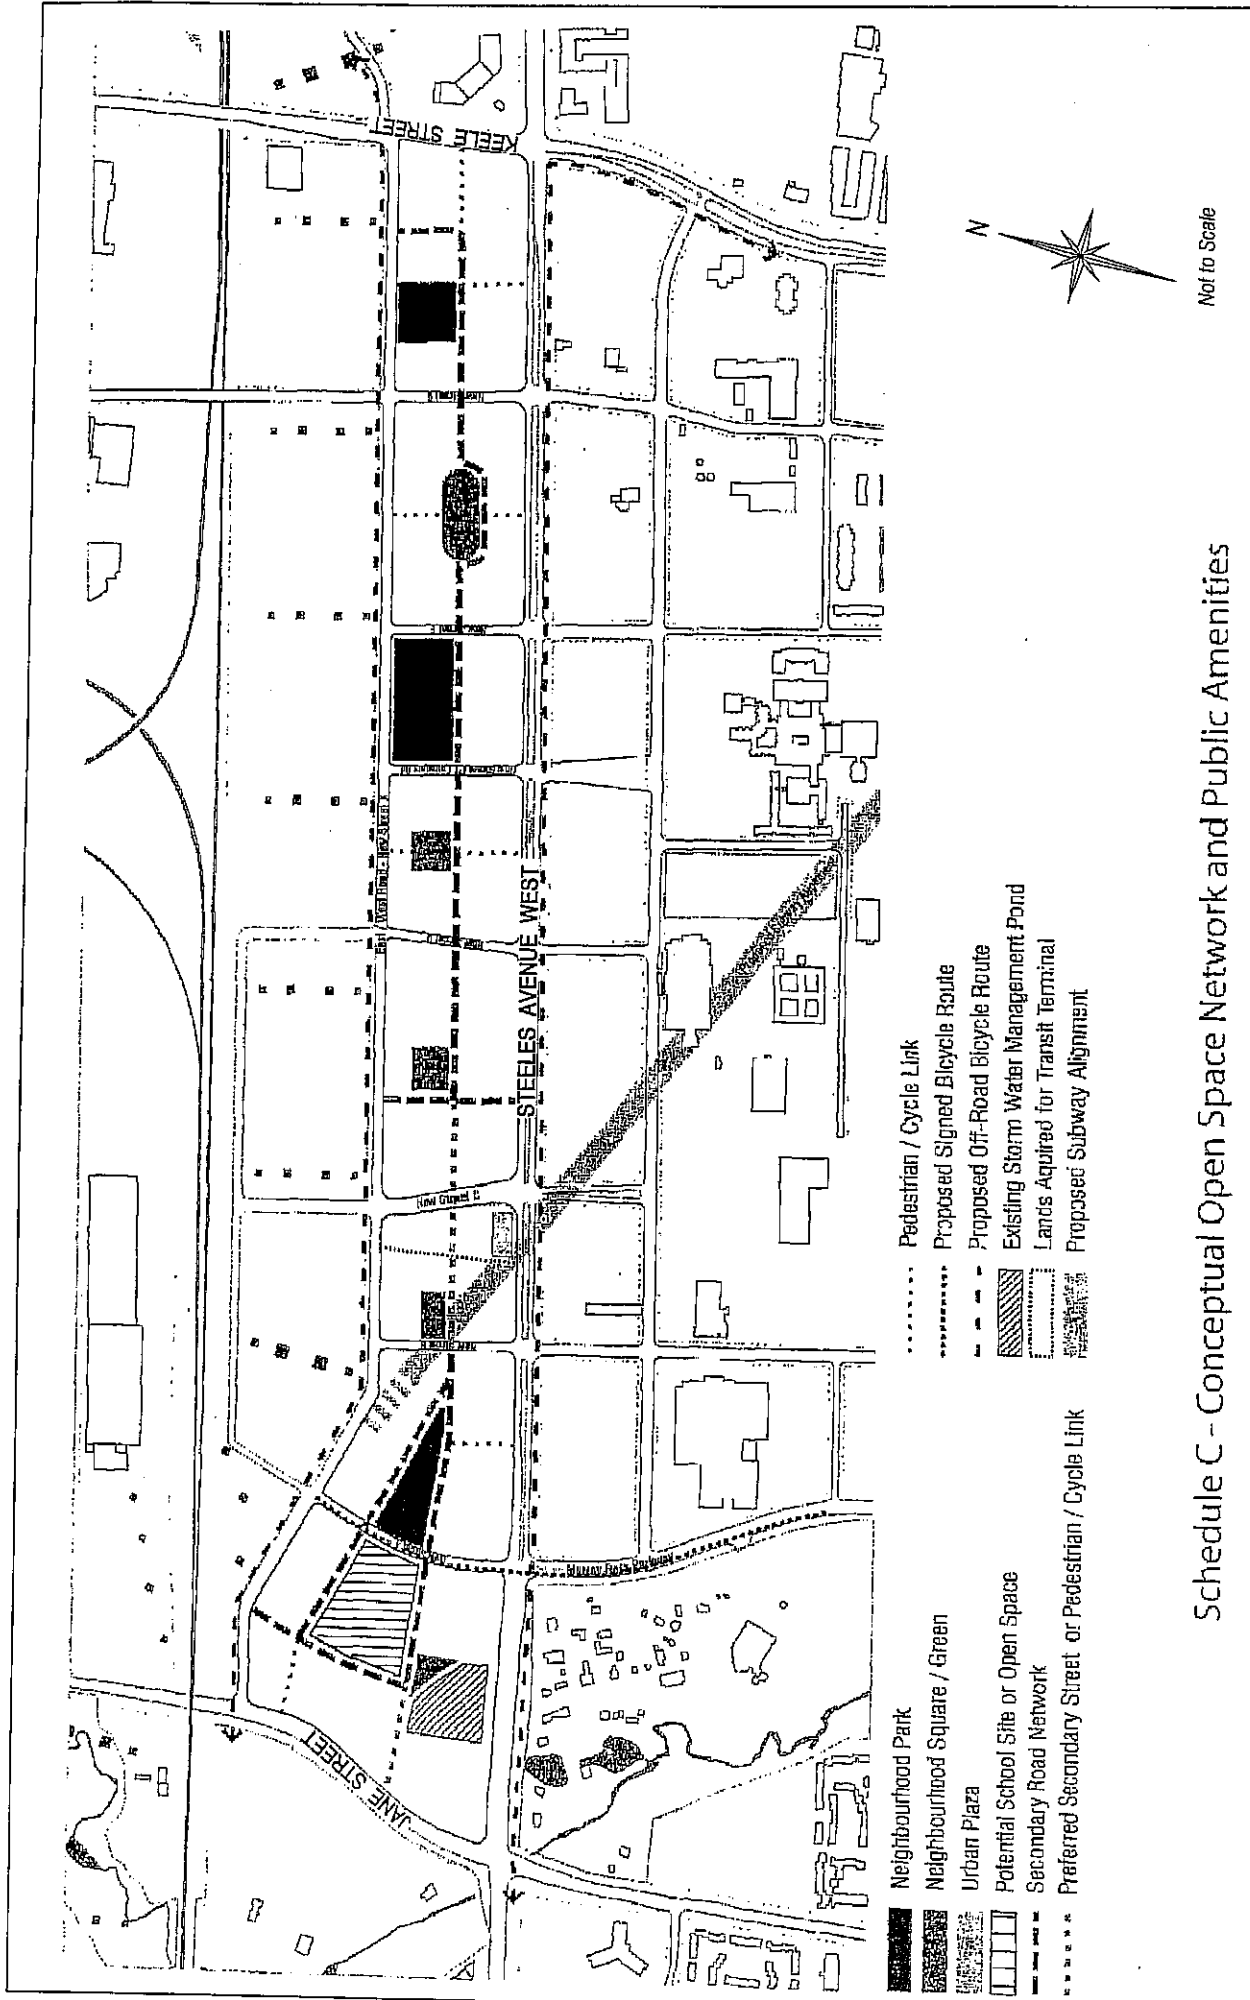 KEELE STREET
STEELES AVENUE WEST
JANE STREET
New Street C
N
Not to Scale
Neighbourhood Park
Neighbourhood Square / Green
Urban Plaza
Potential School Site or Open Space
Secondary Road Network
Preferred Secondary Street or Pedestrian / Cycle Link
Pedestrian / Cycle Link
Proposed Signed Bicycle Route
Proposed Off-Road Bicycle Route
Existing Storm Water Management Pond
Lands Aquired for Transit Terminal
Proposed Subway Alignment
Schedule C - Conceptual Open Space Network and Public Amenities